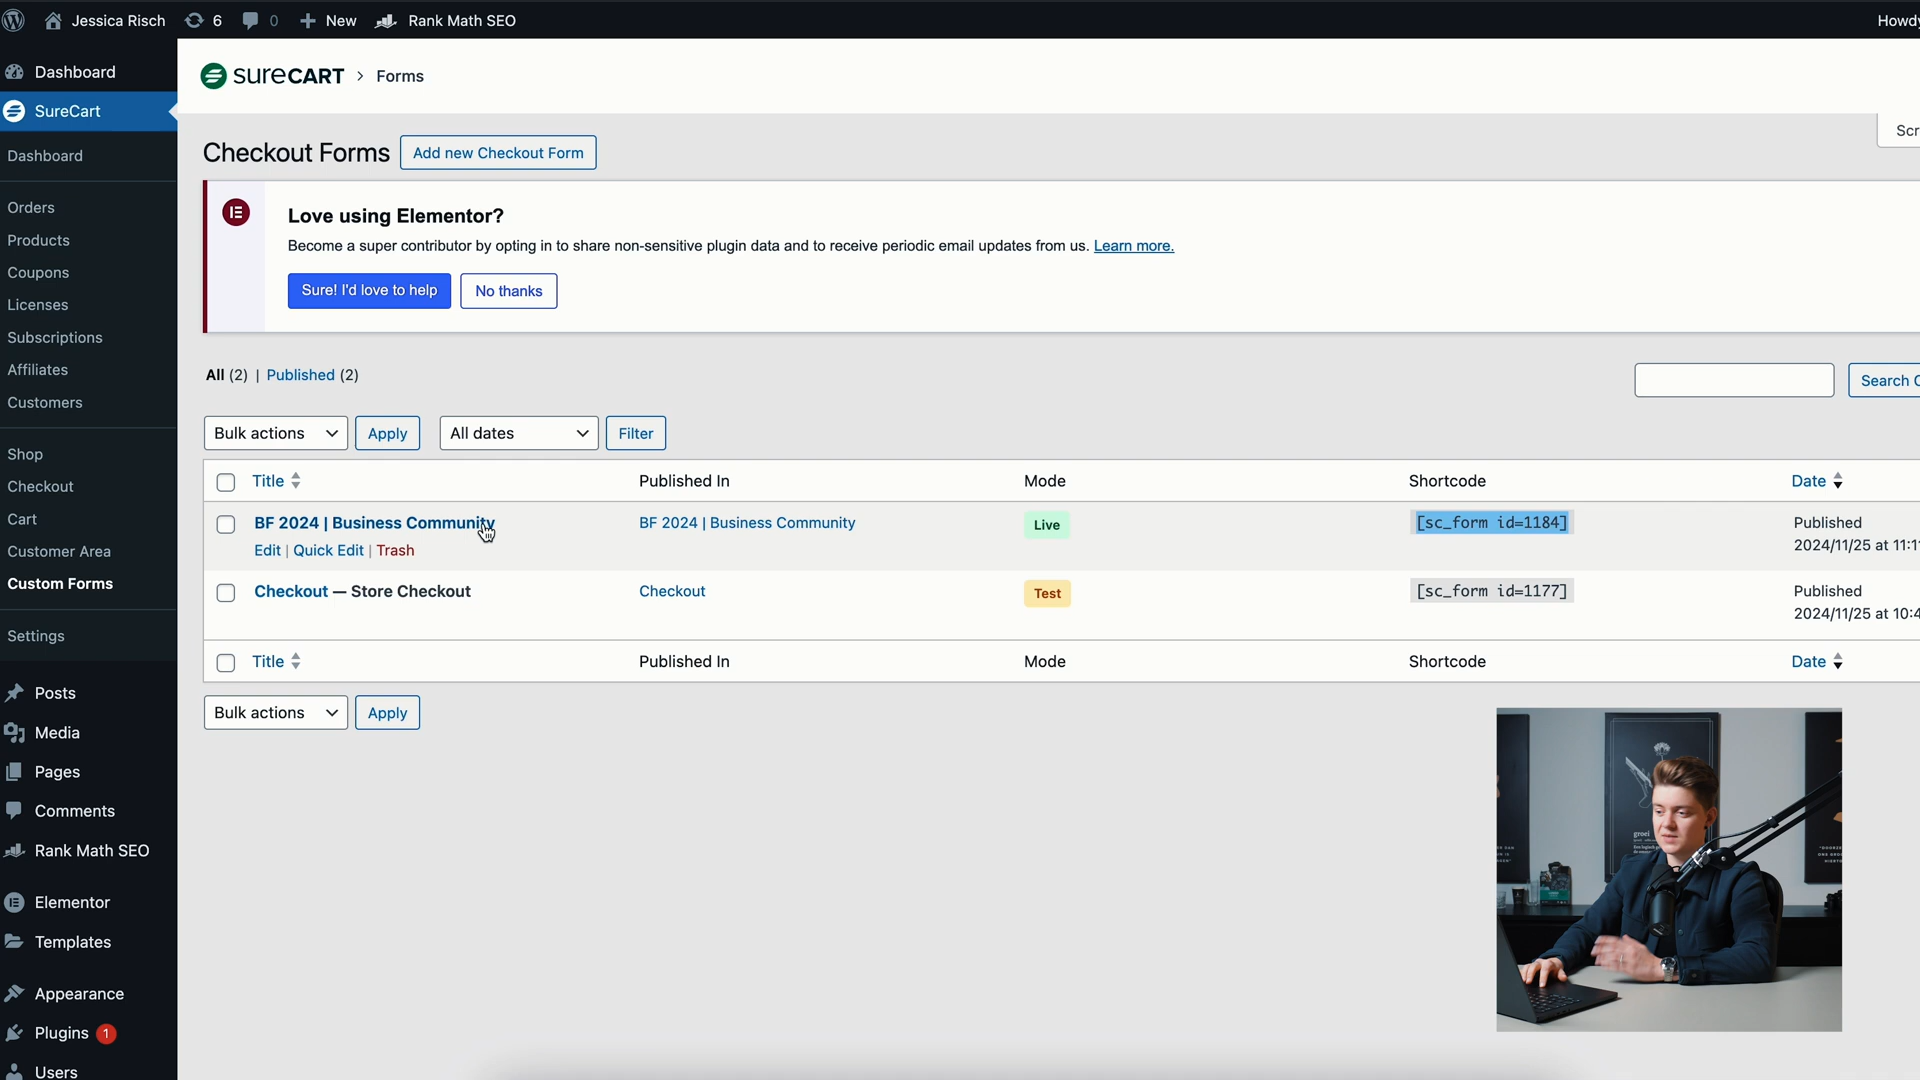 Jessica Risch 6 0 New Rank Math SEO Howdy
Dashboard
SureCart
Dashboard
Orders
Products
Coupons
Licenses
Subscriptions
Affiliates
Customers
Shop
Checkout
Cart
Customer Area
Custom Forms
Settings
Posts
Media
Pages
Comments
Rank Math SEO
Elementor
Templates
Appearance
Plugins 1
Users
SURECART > Forms
Scr
Checkout Forms Add new Checkout Form
Love using Elementor?
Become a super contributor by opting in to share non-sensitive plugin data and to receive periodic email updates from us. Learn more.
Sure! I'd love to help No thanks
All (2) | Published (2)
Search C
Bulk actions Apply All dates Filter
Title Published In Mode Shortcode Date
BF 2024 | Business Community BF 2024 | Business Community Live [sc_form id=1184] Published
Edit | Quick Edit | Trash 2024/11/25 at 11:1
Checkout — Store Checkout Checkout Test [sc_form id=1177] Published
2024/11/25 at 10:4
Title Published In Mode Shortcode Date
Bulk actions Apply
groei